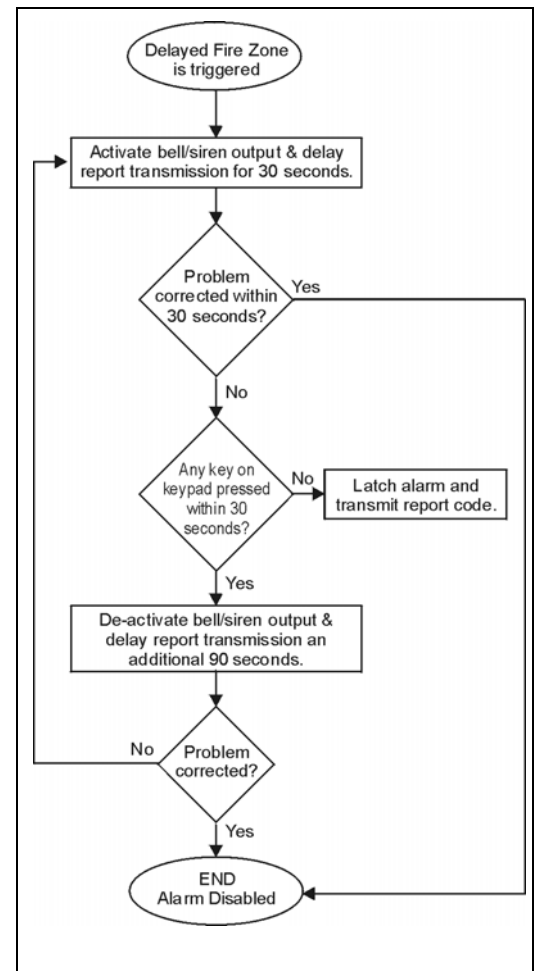 Delayed Fire Zone
is triggered
Activate bell/siren output & delay
report transmission for 30 seconds.
Problem
corrected within
30 seconds?
Yes
No
Any key on
keypad pressed
within 30
seconds?
No
Latch alarm and
transmit report code.
Yes
De-activate bell/siren output &
delay report transmission an
additional 90 seconds.
No
Problem
corrected?
Yes
END
Alarm Disabled